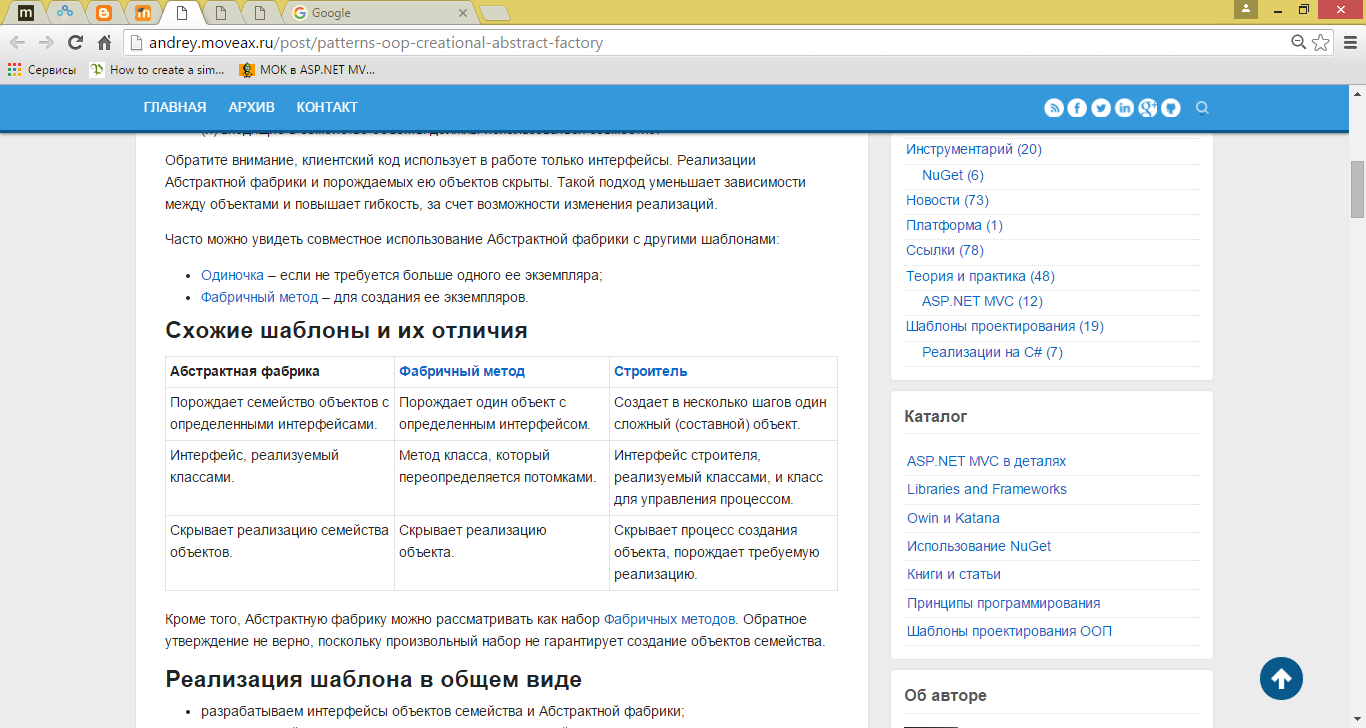 Google
andrey.moveax.ru/post/patterns-oop-creational-abstract-factory
Сервисы
How to create a sim...
МОК в ASP.NET MV...
ГЛАВНАЯ АРХИВ КОНТАКТ
Обратите внимание, клиентский код использует в работе только интерфейсы. Реализации
Абстрактной фабрики и порождаемых ею объектов скрыты. Такой подход уменьшает зависимости
между объектами и повышает гибкость, за счет возможности изменения реализаций.
Часто можно увидеть совместное использование Абстрактной фабрики с другими шаблонами:
• Одиночка – если не требуется больше одного ее экземпляра;
• Фабричный метод – для создания ее экземпляров.
Схожие шаблоны и их отличия
Абстрактная фабрика
Фабричный метод
Строитель
Порождает семейство объектов с
определенными интерфейсами.
Порождает один объект с
определенным интерфейсом.
Создает в несколько шагов один
сложный (составной) объект.
Интерфейс, реализуемый
классами.
Метод класса, который
переопределяется потомками.
Интерфейс строителя,
реализуемый классами, и класс
для управления процессом.
Скрывает реализацию семейства
объектов.
Скрывает реализацию
объекта.
Скрывает процесс создания
объекта, порождает требуемую
реализацию.
Кроме того, Абстрактную фабрику можно рассматривать как набор Фабричных методов. Обратное
утверждение не верно, поскольку произвольный набор не гарантирует создание объектов семейства.
Реализация шаблона в общем виде
• разрабатываем интерфейсы объектов семейства и Абстрактной фабрики;
Инструментарий (20)
NuGet (6)
Новости (73)
Платформа (1)
Ссылки (78)
Теория и практика (48)
ASP.NET MVC (12)
Шаблоны проектирования (19)
Реализации на C# (7)
Каталог
ASP.NET MVC в деталях
Libraries and Frameworks
Owin и Katana
Использование NuGet
Книги и статьи
Принципы программирования
Шаблоны проектирования ООП
Об авторе